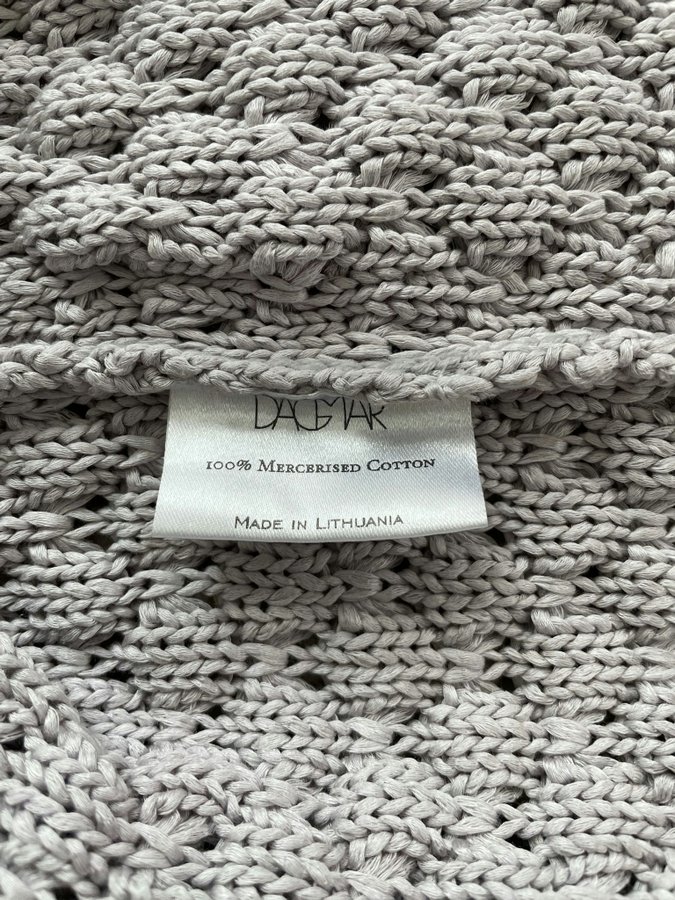 DAGMAR
100% MERCERISED COTTON
MADE IN LITHUANIA